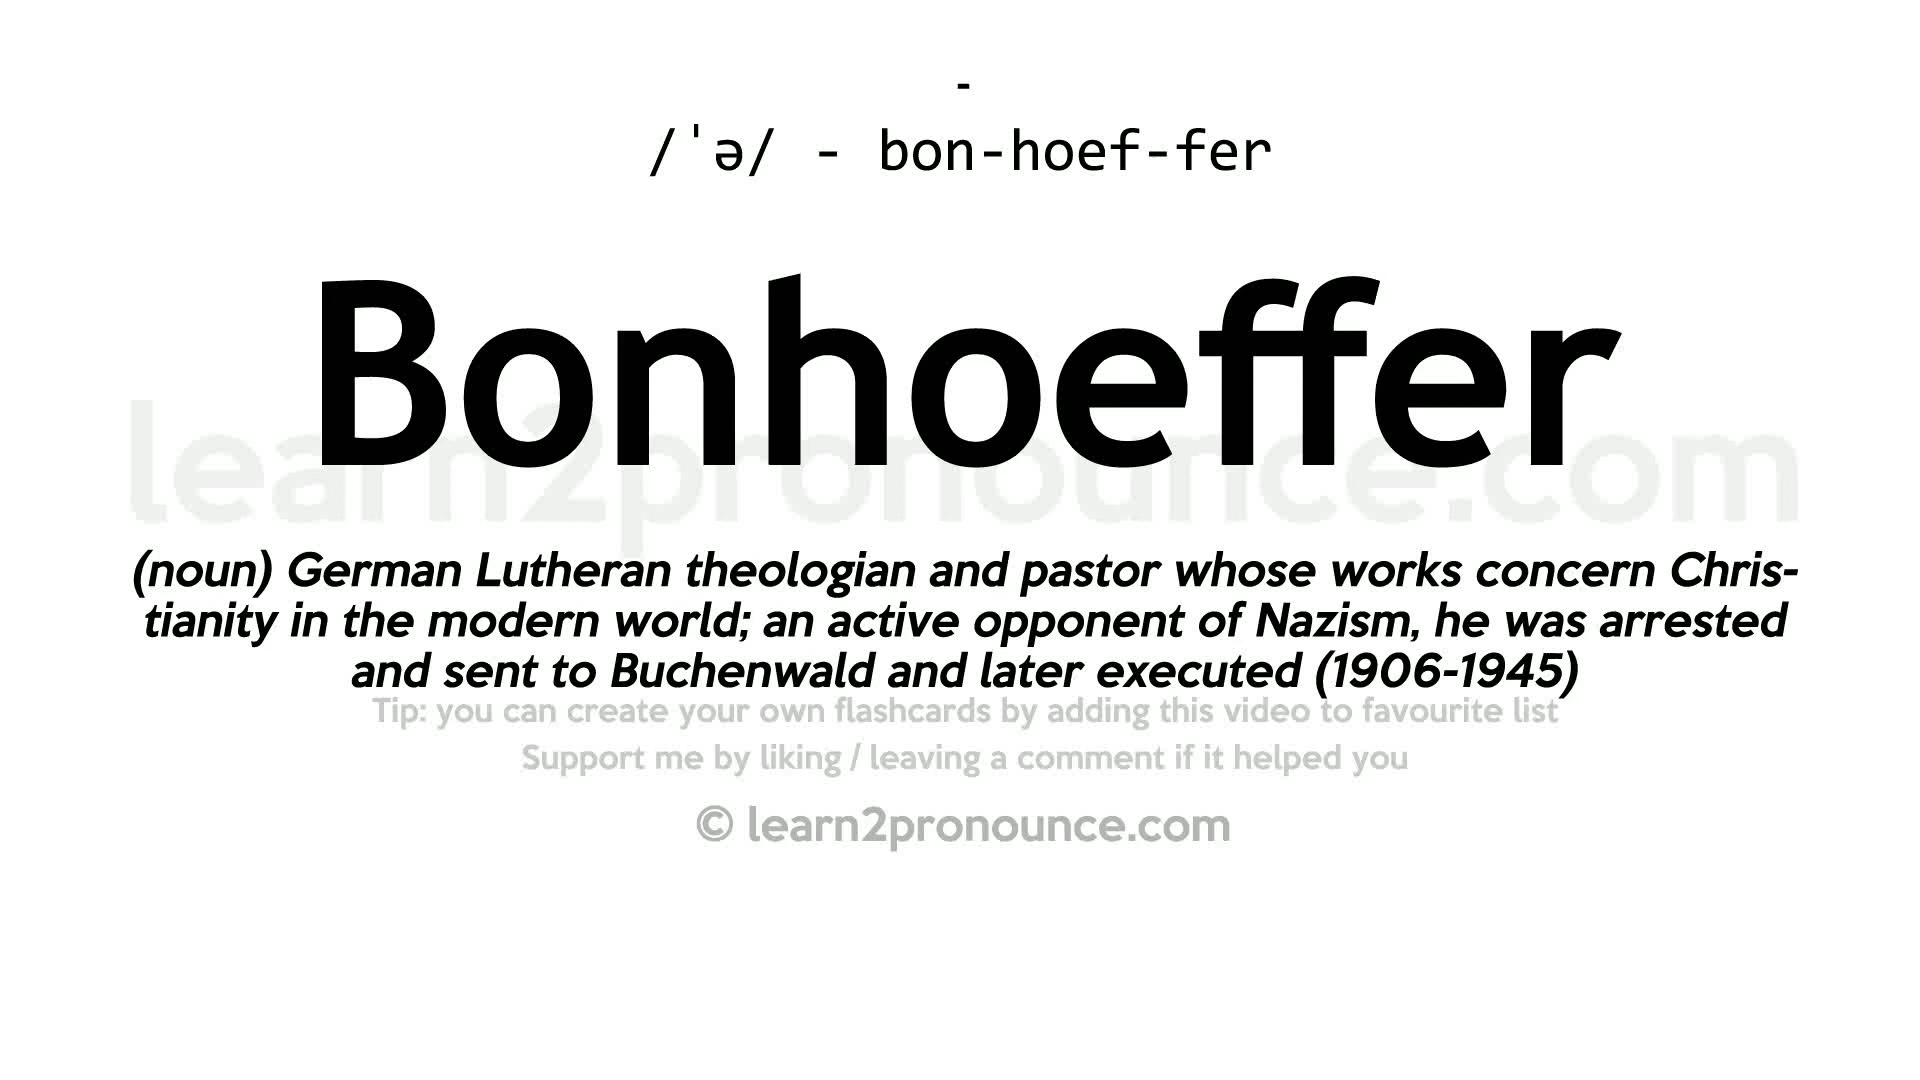 -
/ˈə/ - bon-hoef-fer
Bonhoeffer
learn2pronounce.com
(noun) German Lutheran theologian and pastor whose works concern Chris-
tianity in the modern world; an active opponent of Nazism, he was arrested
and sent to Buchenwald and later executed (1906-1945)
Tip: you can create your own flashcards by adding this video to favourite list
Support me by liking / leaving a comment if it helped you
© learn2pronounce.com